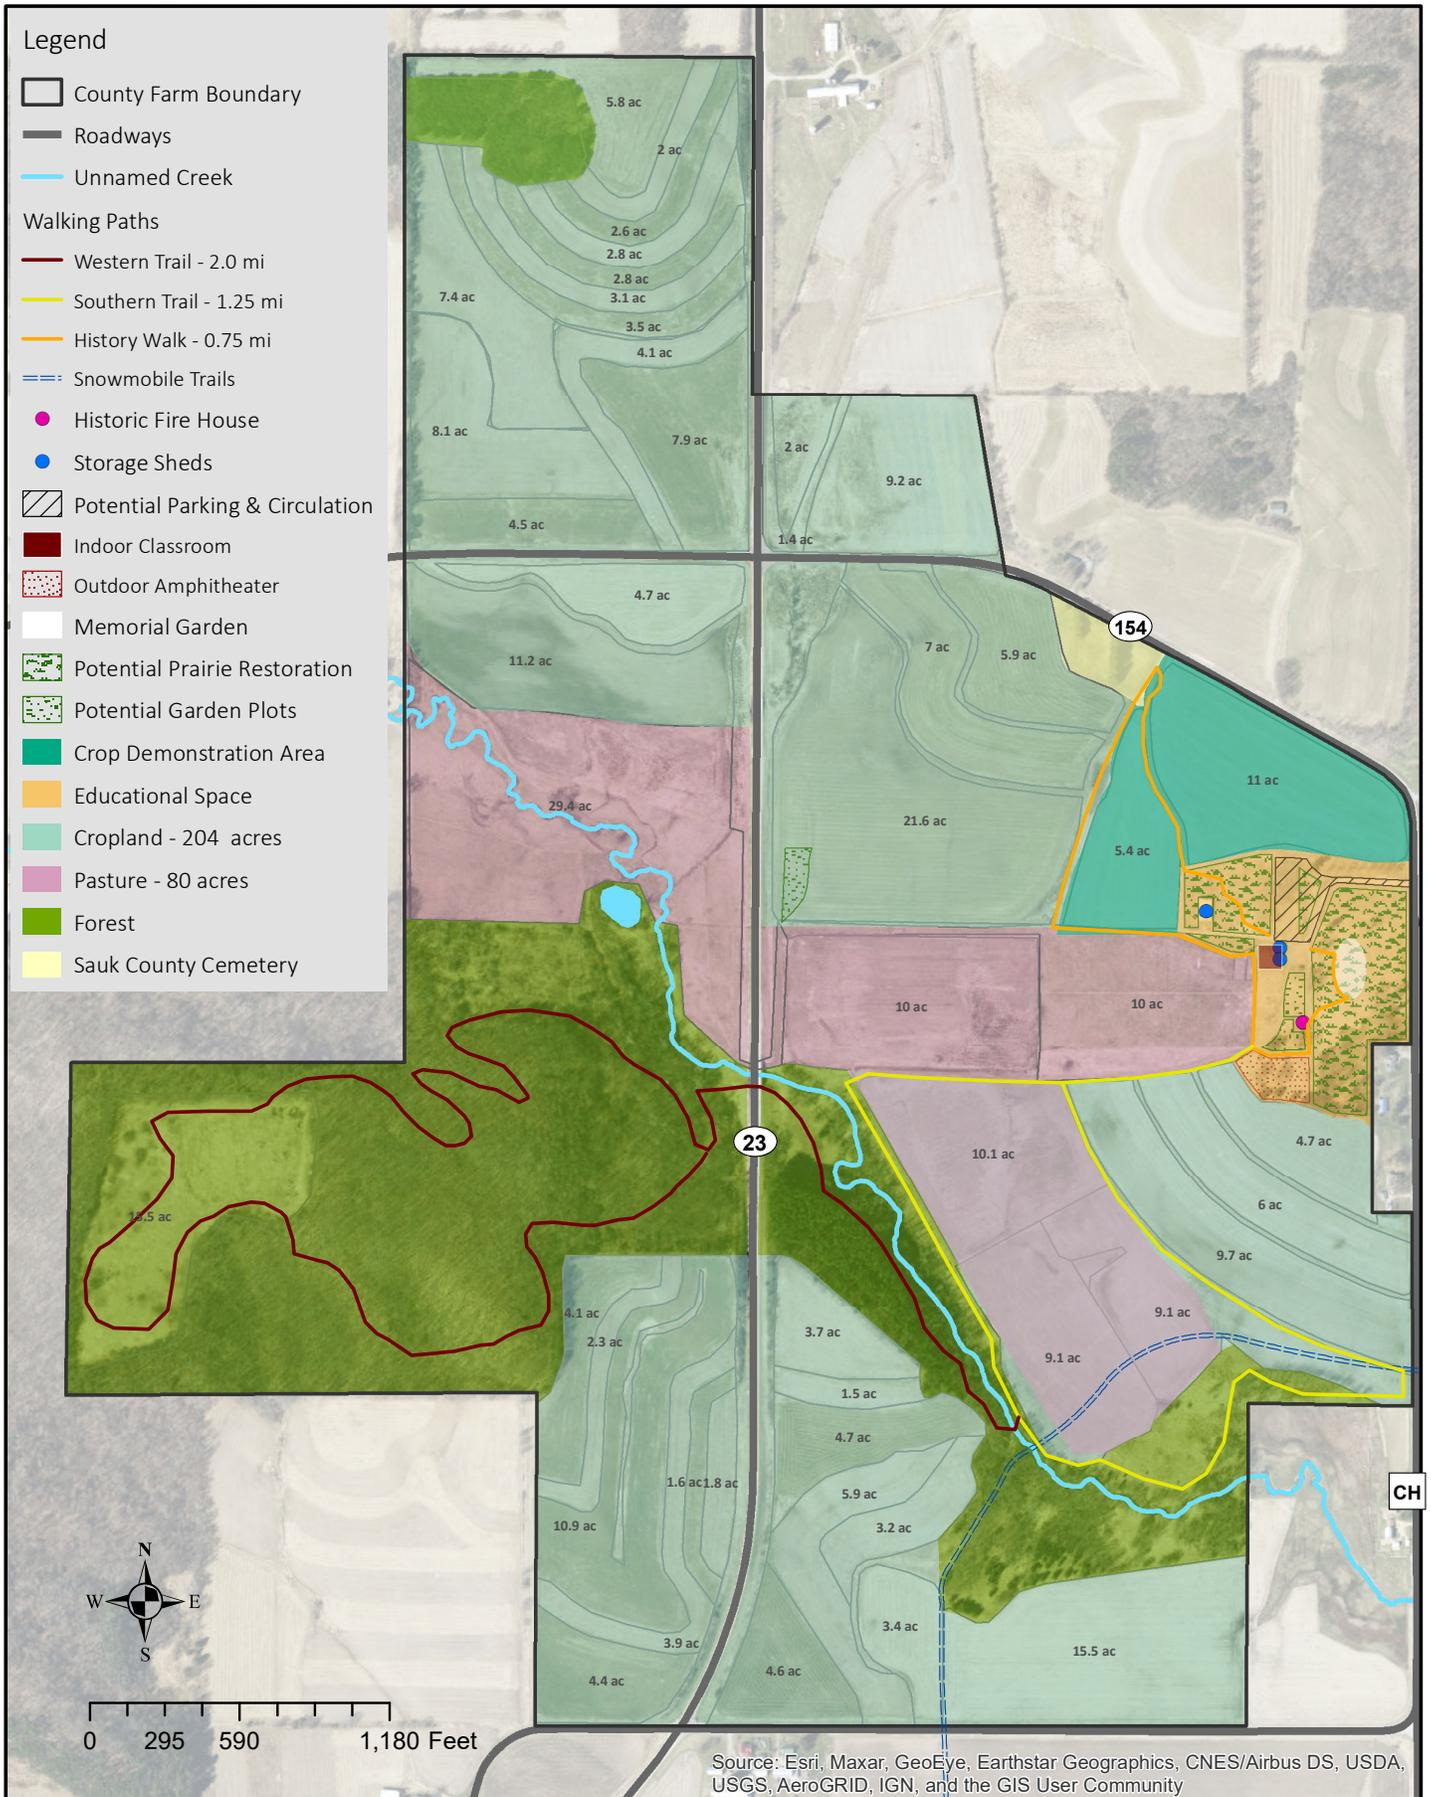 Legend
County Farm Boundary
Roadways
Unnamed Creek
Walking Paths
Western Trail - 2.0 mi
Southern Trail - 1.25 mi
History Walk - 0.75 mi
Snowmobile Trails
Historic Fire House
Storage Sheds
Potential Parking & Circulation
Indoor Classroom
Outdoor Amphitheater
Memorial Garden
Potential Prairie Restoration
Potential Garden Plots
Crop Demonstration Area
Educational Space
Cropland - 204 acres
Pasture - 80 acres
Forest
Sauk County Cemetery
5.8 ac
2 ac
2.6 ac
2.8 ac
2.8 ac
7.4 ac
3.1 ac
3.5 ac
4.1 ac
8.1 ac
7.9 ac
2 ac
9.2 ac
4.5 ac
1.4 ac
4.7 ac
154
11.2 ac
7 ac
5.9 ac
11 ac
29.4 ac
21.6 ac
5.4 ac
10 ac
10 ac
23
10.1 ac
4.7 ac
6 ac
ac
9.7 ac
4.1 ac
2.3 ac
3.7 ac
9.1 ac
9.1 ac
1.5 ac
4.7 ac
1.6 ac
1.8 ac
5.9 ac
CH
10.9 ac
3.2 ac
3.9 ac
3.4 ac
15.5 ac
4.4 ac
4.6 ac
N
W
E
S
0 295 590 1,180 Feet
Source: Esri, Maxar, GeoEye, Earthstar Geographics, CNES/Airbus DS, USDA,
USGS, AeroGRID, IGN, and the GIS User Community